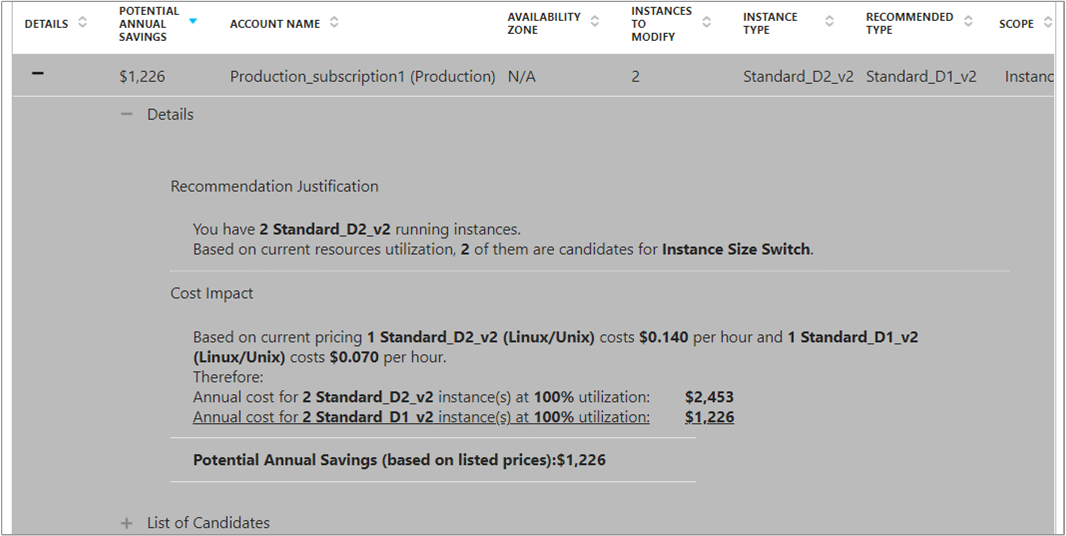 DETAILS POTENTIAL ANNUAL SAVINGS ACCOUNT NAME AVAILABILITY ZONE INSTANCES TO MODIFY INSTANCE TYPE RECOMMENDED TYPE SCOPE
$1,226 Production_subscription1 (Production) N/A 2 Standard_D2_v2 Standard_D1_v2 Instanc
Details
Recommendation Justification
You have 2 Standard_D2_v2 running instances.
Based on current resources utilization, 2 of them are candidates for Instance Size Switch.
Cost Impact
Based on current pricing 1 Standard_D2_v2 (Linux/Unix) costs $0.140 per hour and 1 Standard_D1_v2
(Linux/Unix) costs $0.070 per hour.
Therefore:
Annual cost for 2 Standard_D2_v2 instance(s) at 100% utilization: $2,453
Annual cost for 2 Standard_D1_v2 instance(s) at 100% utilization: $1,226
Potential Annual Savings (based on listed prices):$1,226
List of Candidates